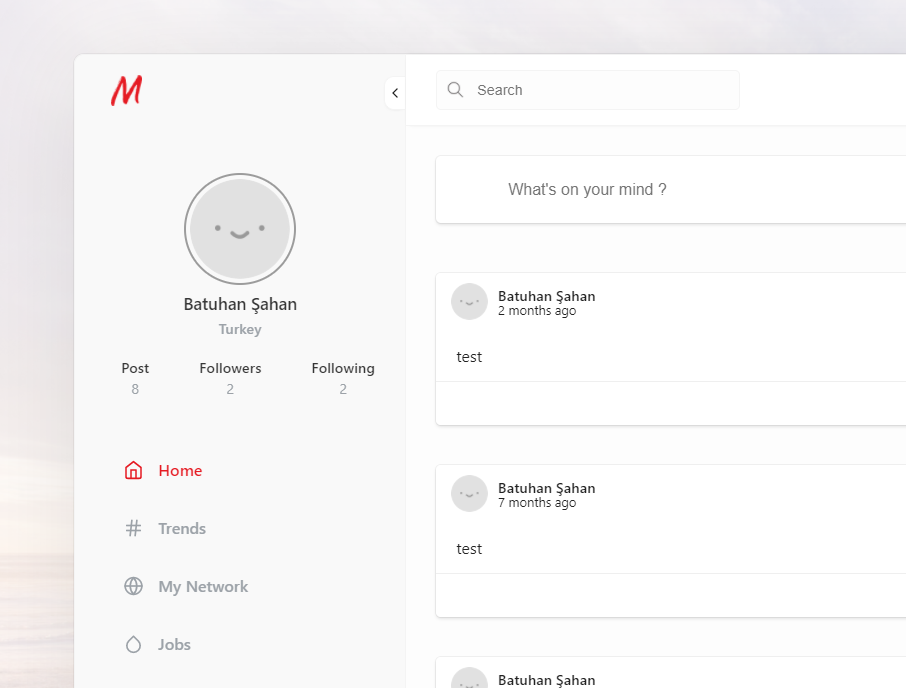 M
Search
What's on your mind ?
Batuhan Şahan
Turkey
Post
Followers
Following
8
2
2
Home
Trends
My Network
Jobs
Batuhan Şahan
2 months ago
test
Batuhan Şahan
7 months ago
test
Batuhan Şahan